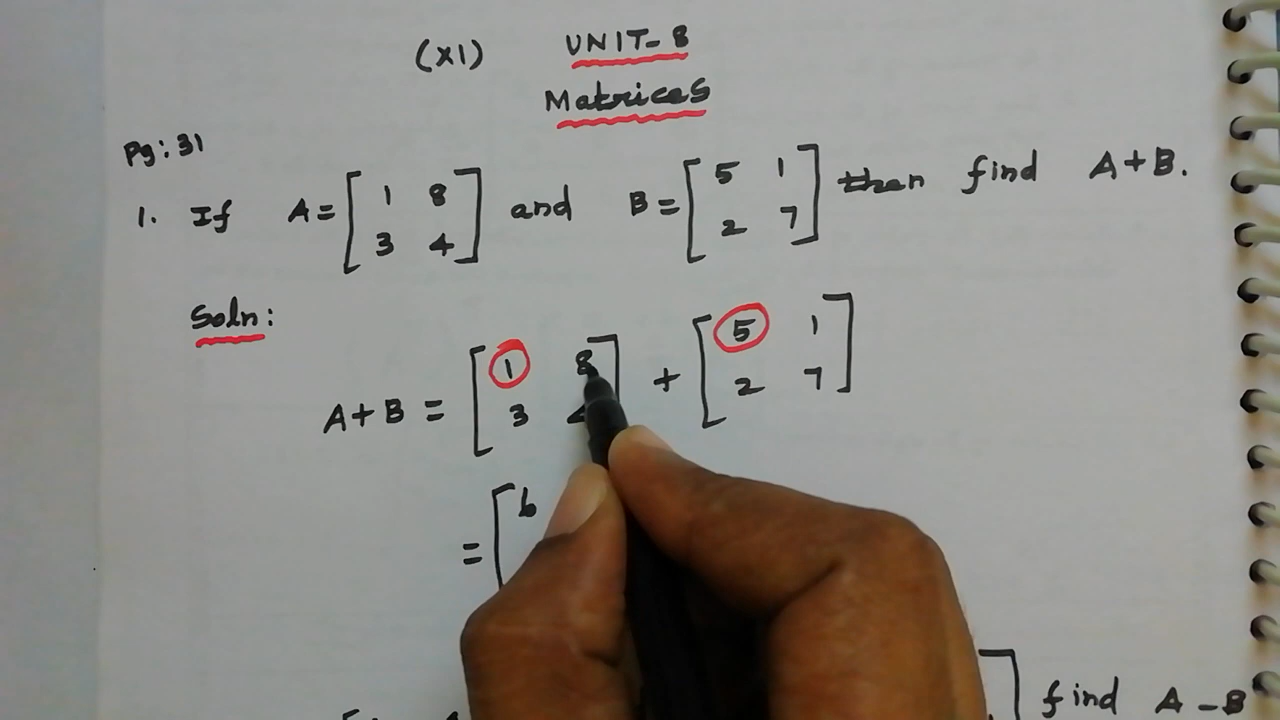 (XI) UNIT-8
Matrices
Pg: 31
1. If A = [ 1 8 and B = [ 5 1 then find A+B.
3 4 ] 2 7 ]
Soln:
A+B = [ 1 8 + [ 5 1
3 4 ] 2 7 ]
= [ 6
] find A-B